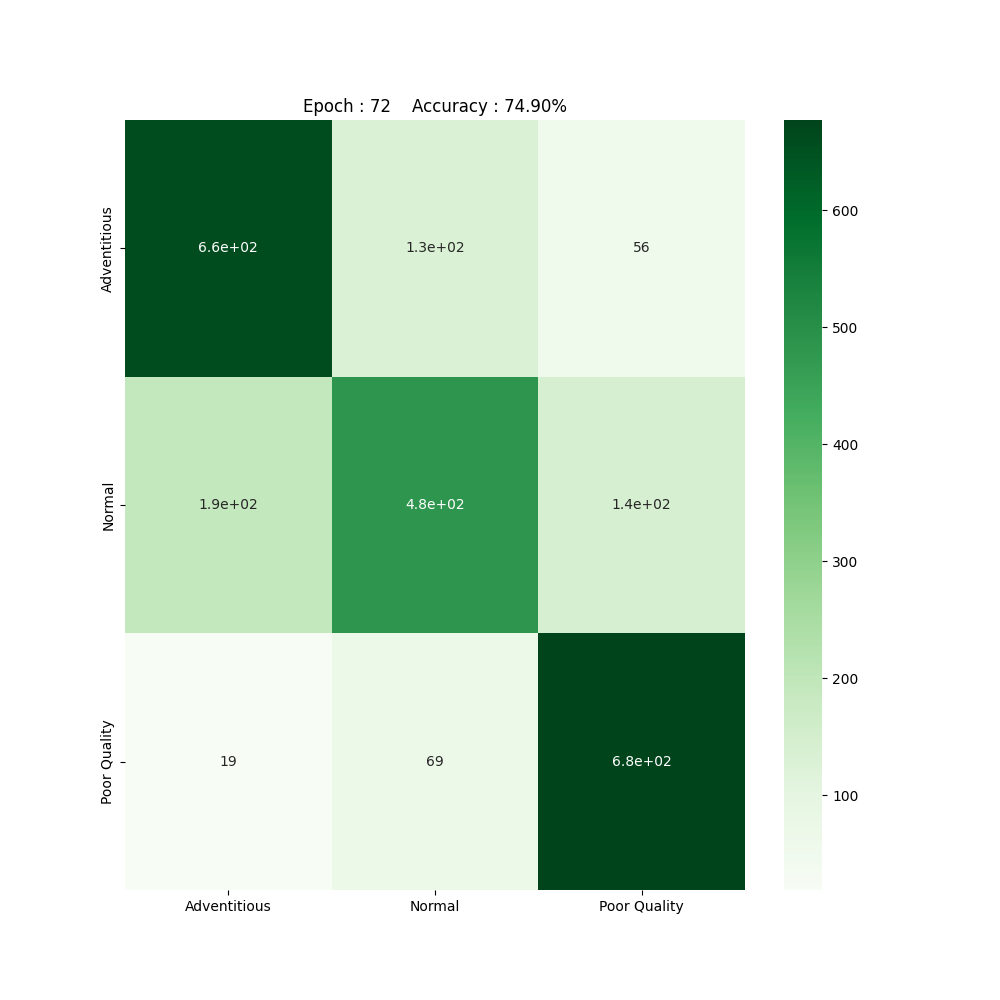 Epoch : 72    Accuracy : 74.90%
Adventitious
6.6e+02
1.3e+02
56
Normal
1.9e+02
4.8e+02
1.4e+02
Poor Quality
19
69
6.8e+02
Adventitious
Normal
Poor Quality
600
500
400
300
200
100